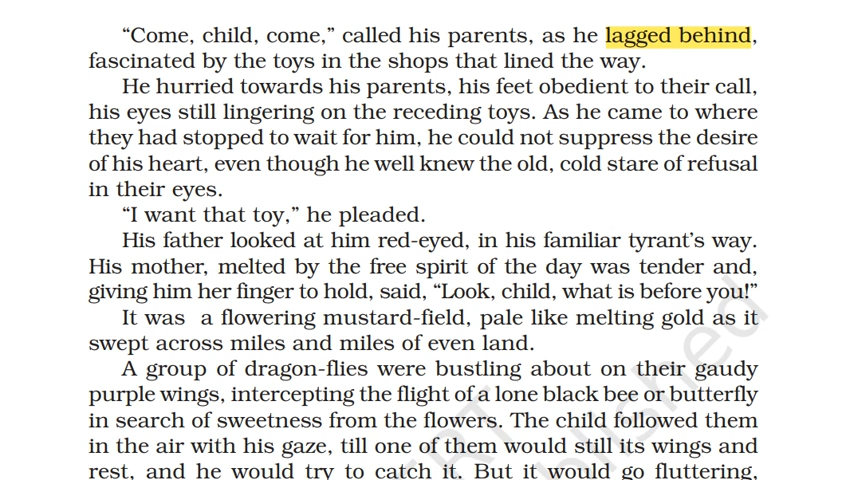 “Come, child, come,” called his parents, as he lagged behind,
fascinated by the toys in the shops that lined the way.
He hurried towards his parents, his feet obedient to their call,
his eyes still lingering on the receding toys. As he came to where
they had stopped to wait for him, he could not suppress the desire
of his heart, even though he well knew the old, cold stare of refusal
in their eyes.
“I want that toy,” he pleaded.
His father looked at him red-eyed, in his familiar tyrant’s way.
His mother, melted by the free spirit of the day was tender and,
giving him her finger to hold, said, “Look, child, what is before you!”
It was a flowering mustard-field, pale like melting gold as it
swept across miles and miles of even land.
A group of dragon-flies were bustling about on their gaudy
purple wings, intercepting the flight of a lone black bee or butterfly
in search of sweetness from the flowers. The child followed them
in the air with his gaze, till one of them would still its wings and
rest, and he would try to catch it. But it would go fluttering,